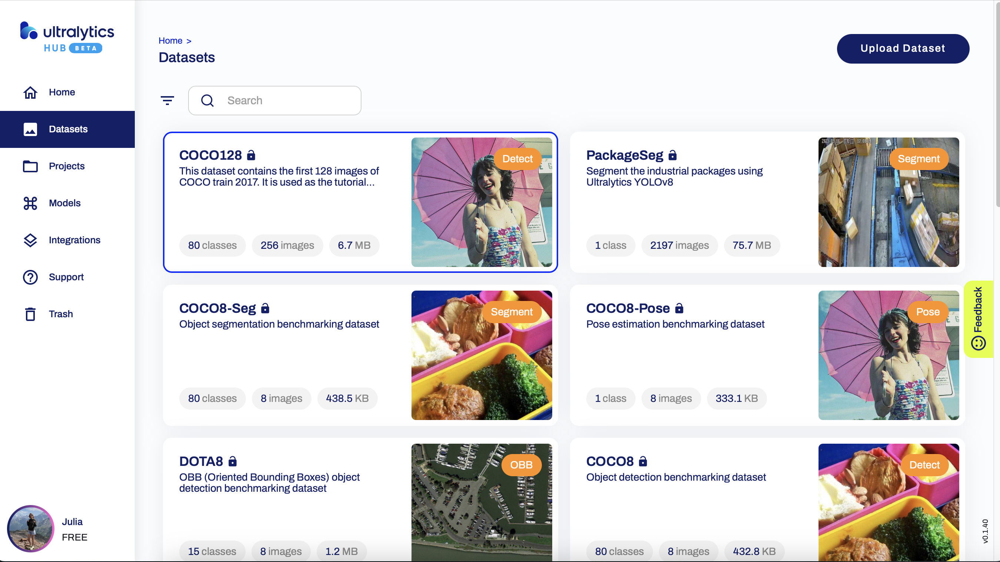 ultralytics
HUB BETA
Home
Datasets
Projects
Models
Integrations
Support
Trash
Julia
FREE
Home >
Datasets
Upload Dataset
Search
COCO128
This dataset contains the first 128 images of
COCO train 2017. It is used as the tutorial...
80 classes 256 images 6.7 MB
Detect
PackageSeg
Segment the industrial packages using
Ultralytics YOLOv8
1 class 2197 images 75.7 MB
Segment
COCO8-Seg
Object segmentation benchmarking dataset
80 classes 8 images 438.5 KB
Segment
COCO8-Pose
Pose estimation benchmarking dataset
1 class 8 images 333.1 KB
Pose
DOTA8
OBB (Oriented Bounding Boxes) object
detection benchmarking dataset
15 classes 8 images 1.2 MB
OBB
COCO8
Object detection benchmarking dataset
80 classes 8 images 432.8 KB
Detect
Feedback
v0.1.40